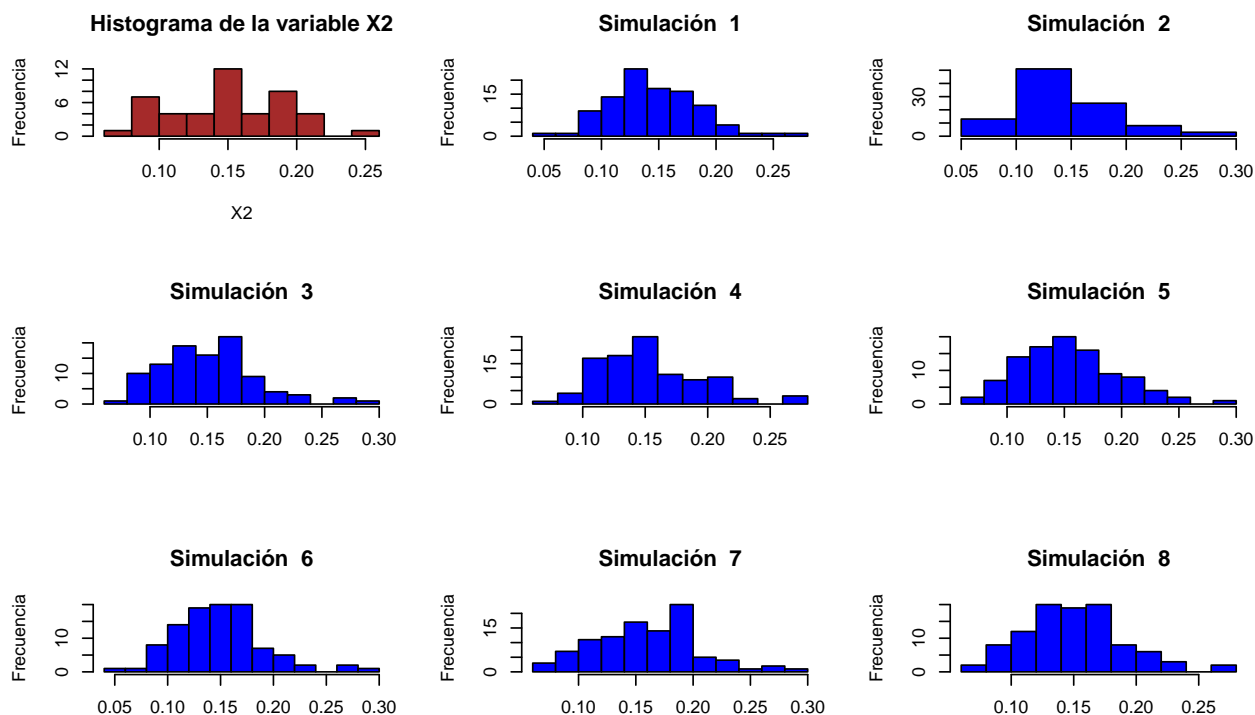 Histograma de la variable X2
Frecuencia
0 6 12
0.10 0.15 0.20 0.25
X2
Simulación 1
Frecuencia
0 15
0.05 0.10 0.15 0.20 0.25
Simulación 2
Frecuencia
0 30
0.05 0.10 0.15 0.20 0.25 0.30
Simulación 3
Frecuencia
0 10
0.10 0.15 0.20 0.25 0.30
Simulación 4
Frecuencia
0 15
0.10 0.15 0.20 0.25
Simulación 5
Frecuencia
0 10
0.10 0.15 0.20 0.25 0.30
Simulación 6
Frecuencia
0 10
0.05 0.10 0.15 0.20 0.25 0.30
Simulación 7
Frecuencia
0 15
0.10 0.15 0.20 0.25 0.30
Simulación 8
Frecuencia
0 10
0.10 0.15 0.20 0.25